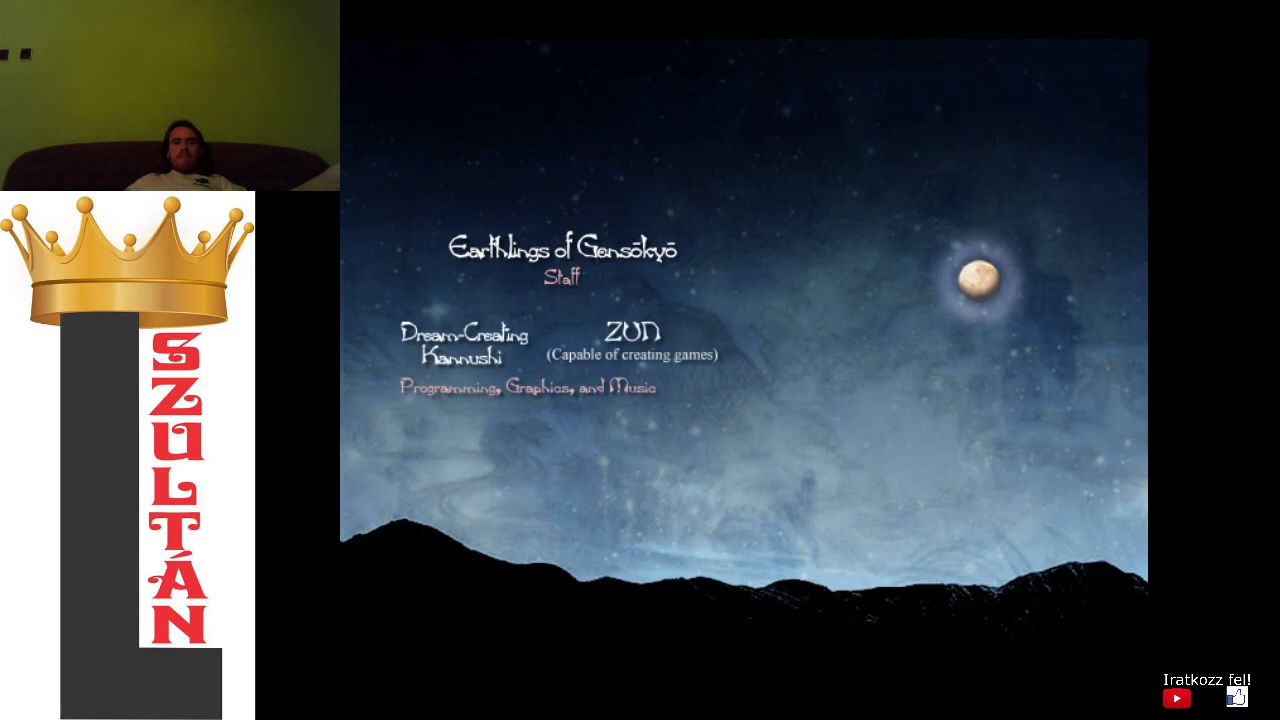 Earthlings of Gensōkyō
Staff
Dream-Creating
Kannushi
ZUN
(Capable of creating games)
Programming, Graphics, and Music
L
SZULTÁN
Iratkozz fel!